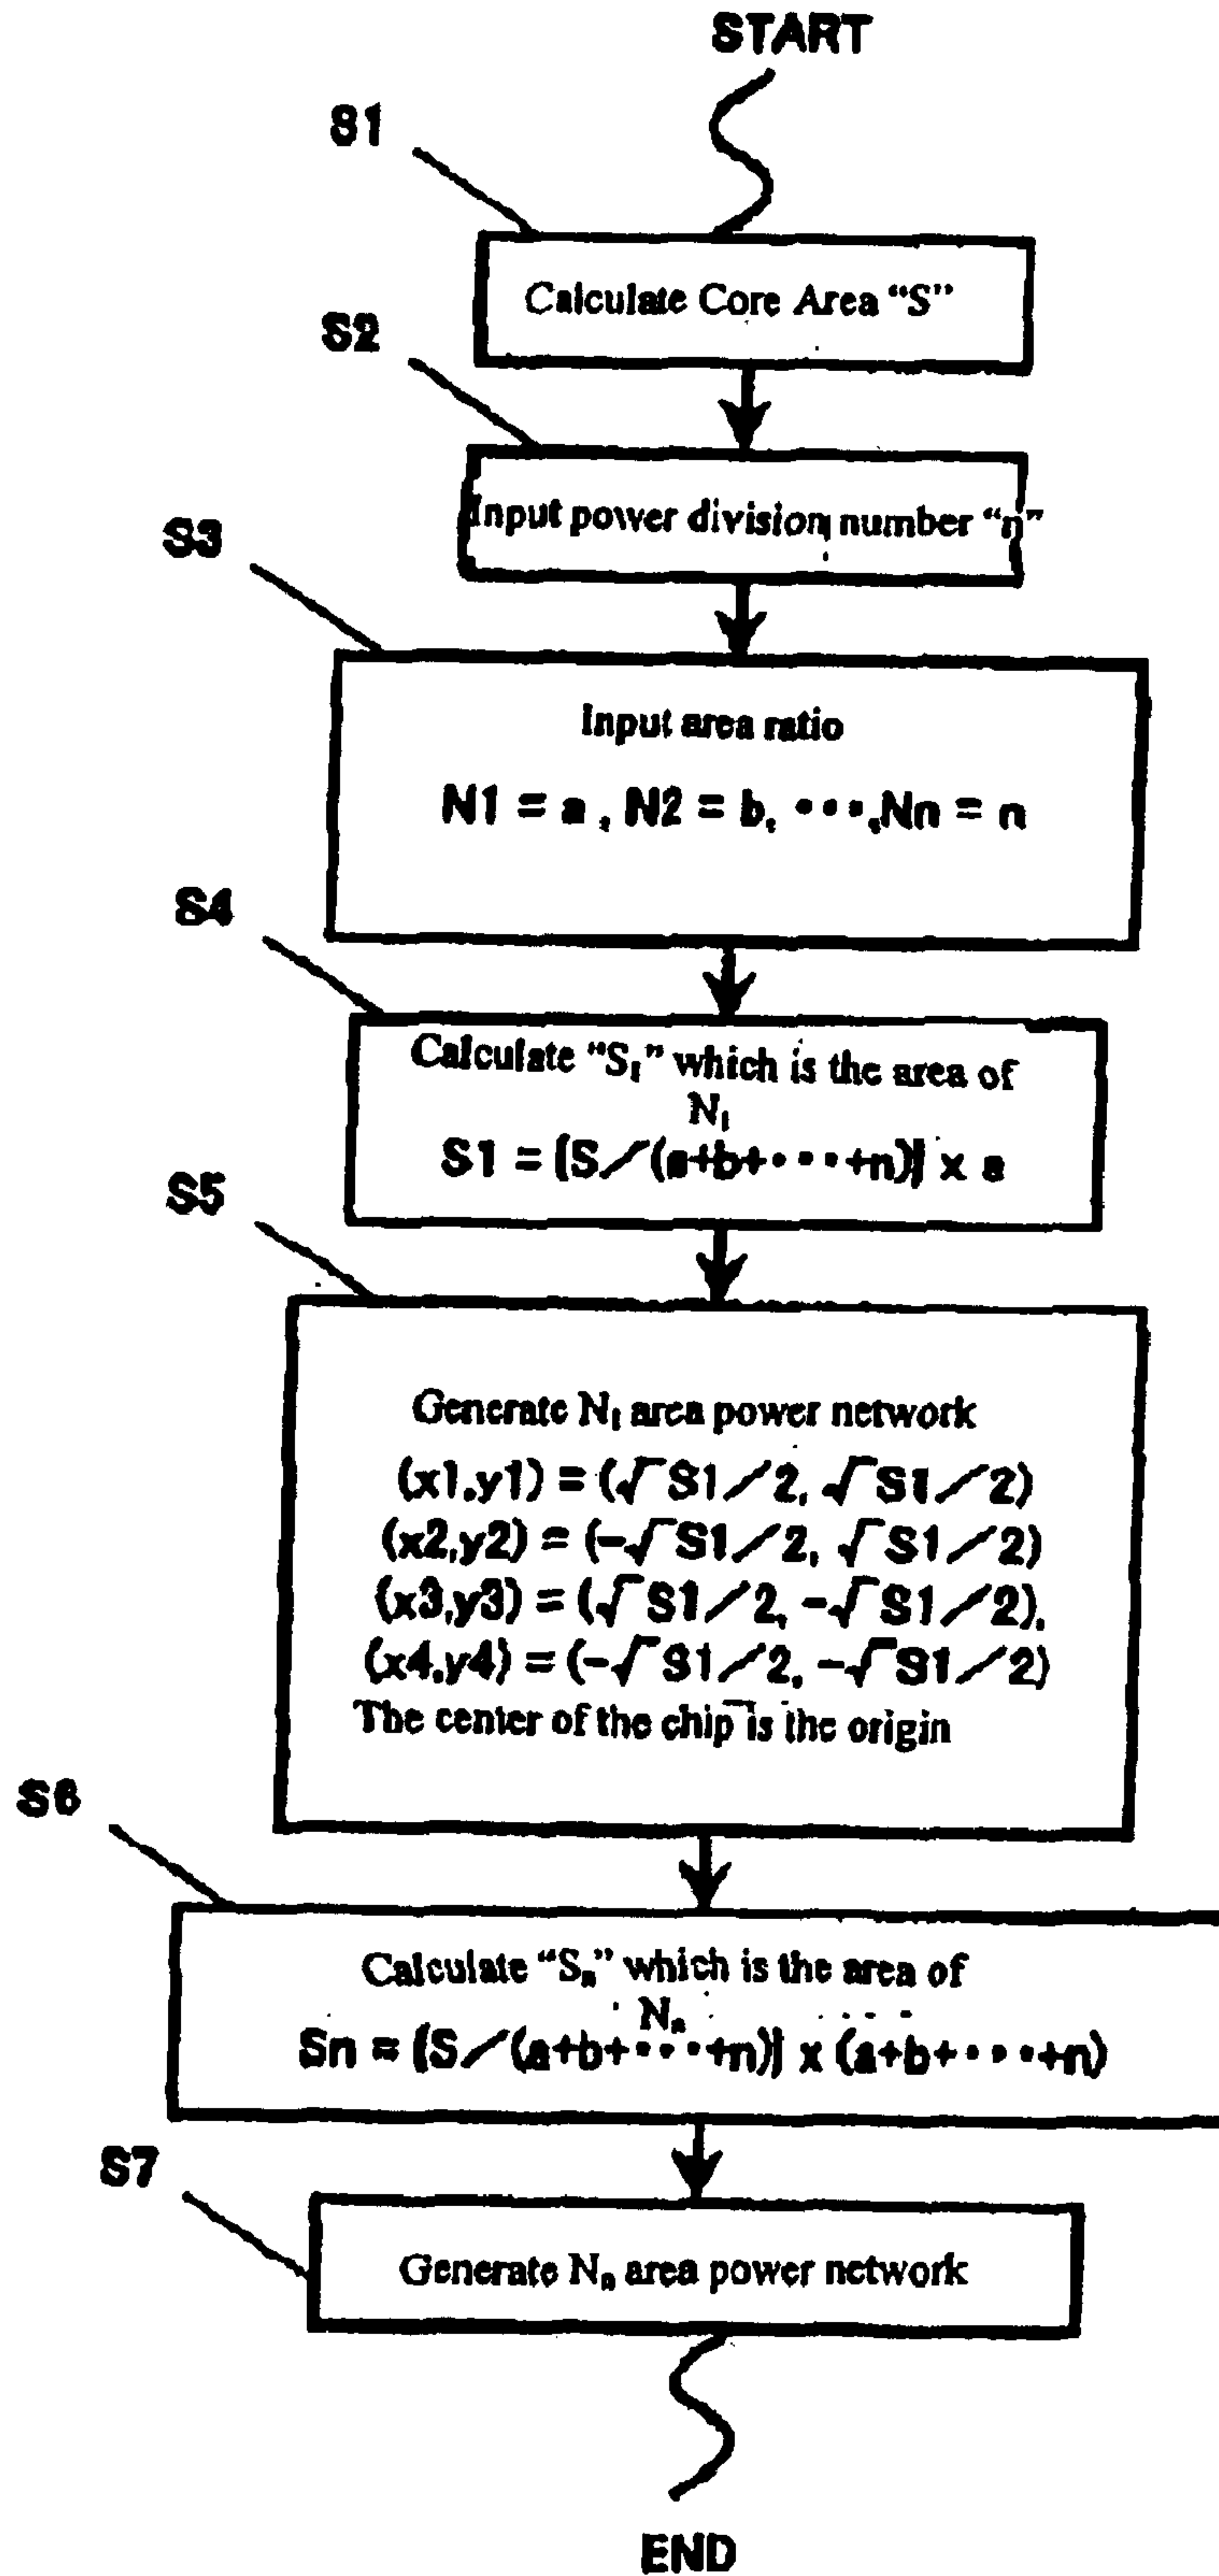 START
S1
Calculate Core Area “S”
S2
Input power division number “n”
S3
Input area ratio
N1 = a , N2 = b, •••,Nn = n
S4
Calculate “S₁” which is the area of
N₁
S1 = {S／(a+b+•••+n)} × a
S5
Generate N₁ area power network
(x1,y1) = (√S1／2, √S1／2)
(x2,y2) = (-√S1／2, √S1／2)
(x3,y3) = (√S1／2, -√S1／2),
(x4,y4) = (-√S1／2, -√S1／2)
The center of the chip is the origin
S6
Calculate “Sₙ” which is the area of
Nₙ
Sn = {S／(a+b+•••+n)} × (a+b+•••+n)
S7
Generate Nₙ area power network
END